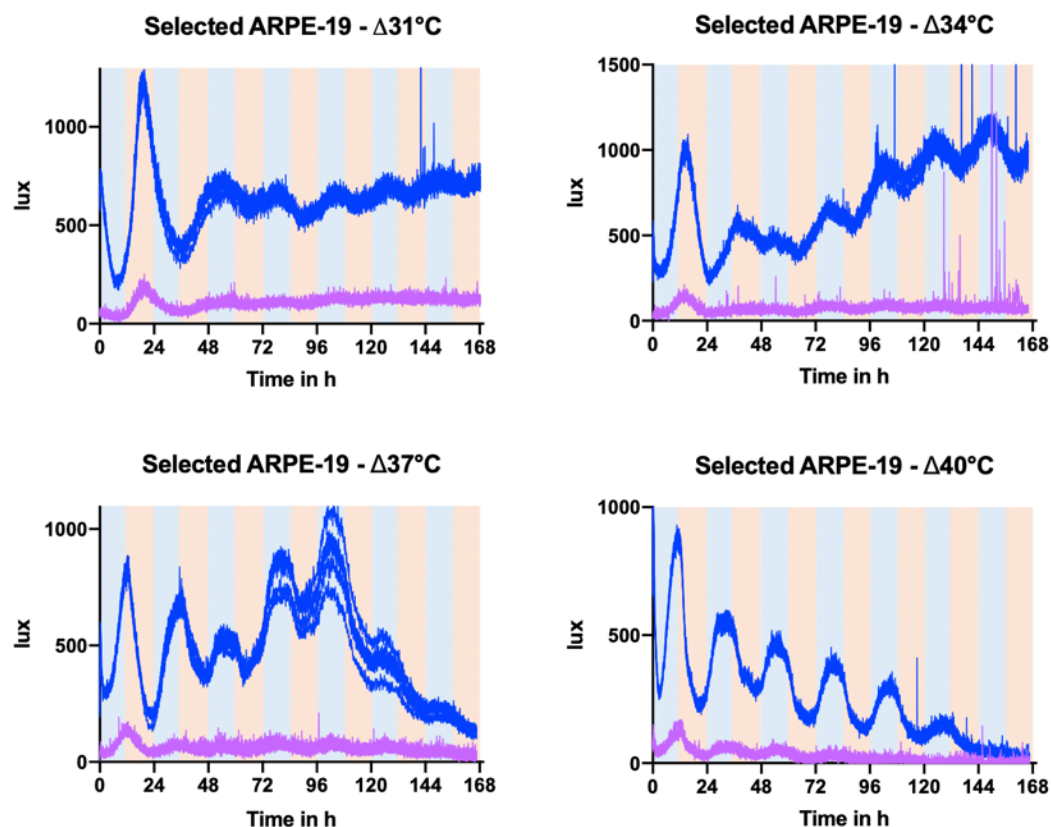 Selected ARPE-19 - Δ31°C
1000
500
0
lux
0 24 48 72 96 120 144 168
Time in h
Selected ARPE-19 - Δ34°C
1500
1000
500
0
lux
0 24 48 72 96 120 144 168
Time in h
Selected ARPE-19 - Δ37°C
1000
500
0
lux
0 24 48 72 96 120 144 168
Time in h
Selected ARPE-19 - Δ40°C
1000
500
0
lux
0 24 48 72 96 120 144 168
Time in h